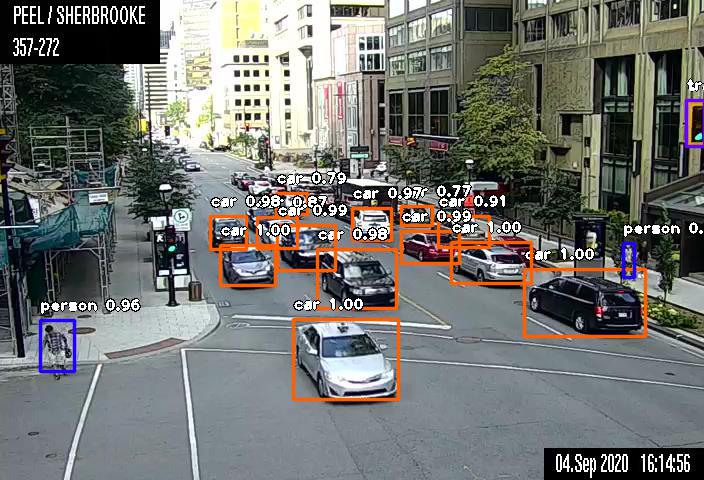 PEEL / SHERBROOKE
357-272
car 0.79
car 0.98
0.87
car 0.97
0.77
car 0.99
car 0.99
car 0.91
car 1.00
car 0.98
car 1.00
car 1.00
person 0.
person 0.96
car 1.00
04.Sep 2020 16:14:56